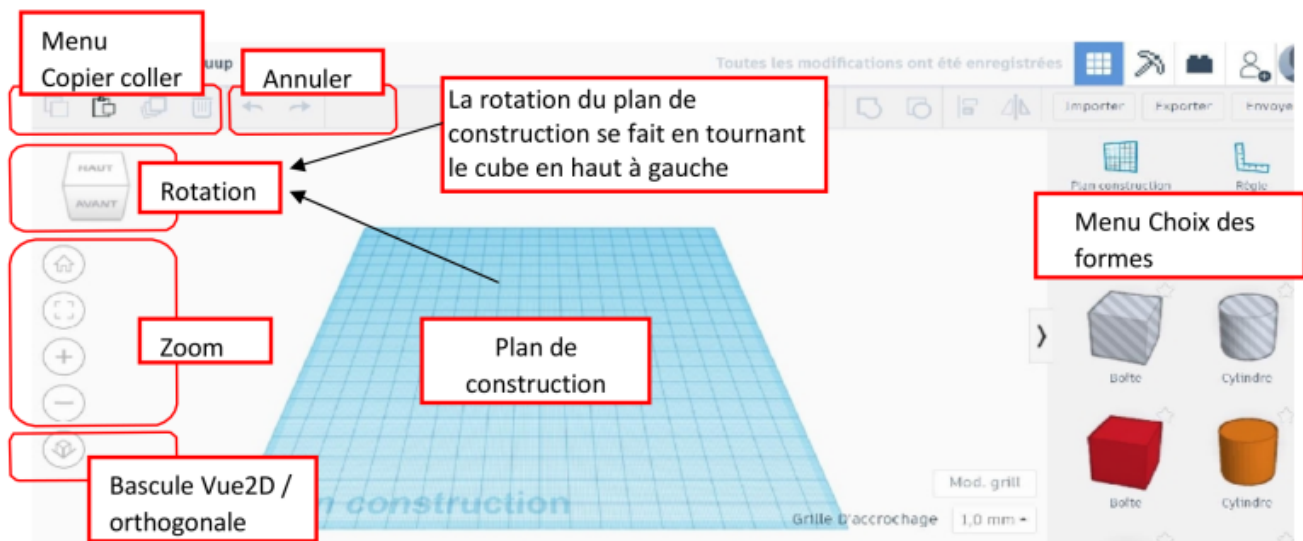 Menu
Copier coller
uup
Annuler
Toutes les modifications ont été enregistrées
La rotation du plan de
construction se fait en tournant
le cube en haut à gauche
Importer
Exporter
Envoye
HAUT
AVANT
Rotation
Plan construction
Règle
Menu Choix des
formes
Zoom
Plan de
construction
Boîte
Cylindre
Boîte
Cylindre
Bascule Vue2D /
orthogonale
n construction
Mod. grill
Grille D'accrochage
1,0 mm